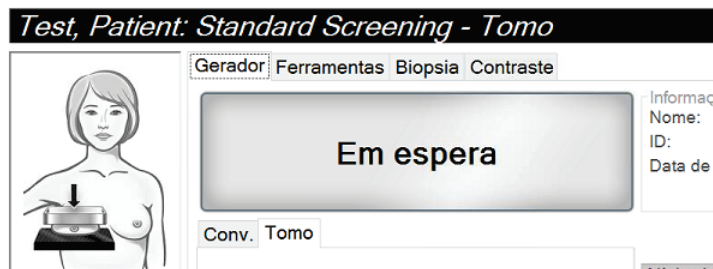 Test, Patient: Standard Screening - Tomo
Gerador Ferramentas Biopsia Contraste
Em espera
Nome:
ID:
Data de
Conv. Tomo